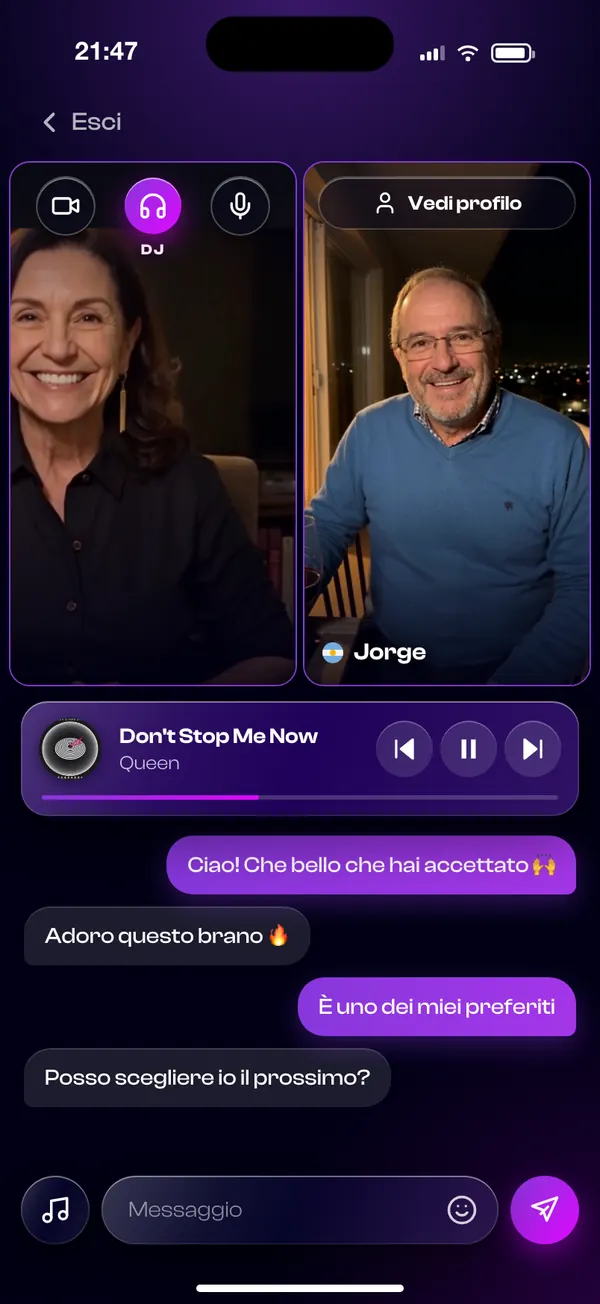 21:47
Esci
DJ
Vedi profilo
Jorge
Don't Stop Me Now
Queen
Ciao! Che bello che hai accettato 🙌
Adoro questo brano 🔥
È uno dei miei preferiti
Posso scegliere io il prossimo?
Messaggio